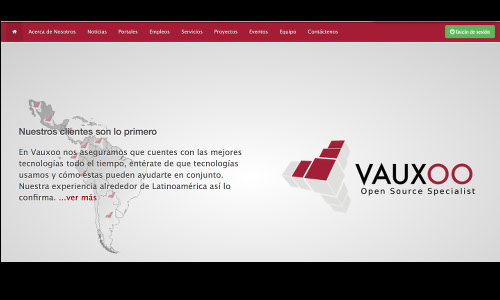 Acerca de Nosotros Noticias Portales Empleos Servicios Proyectos Eventos Equipo Contáctenos Inicio de sesión
Nuestros clientes son lo primero
En Vauxoo nos aseguramos que cuentes con las mejores
tecnologías todo el tiempo, entérate de que tecnologías
usamos y cómo éstas pueden ayudarte en conjunto.
Nuestra experiencia alrededor de Latinoamérica así lo
confirma. ...ver más
VAUXOO
Open Source Specialist